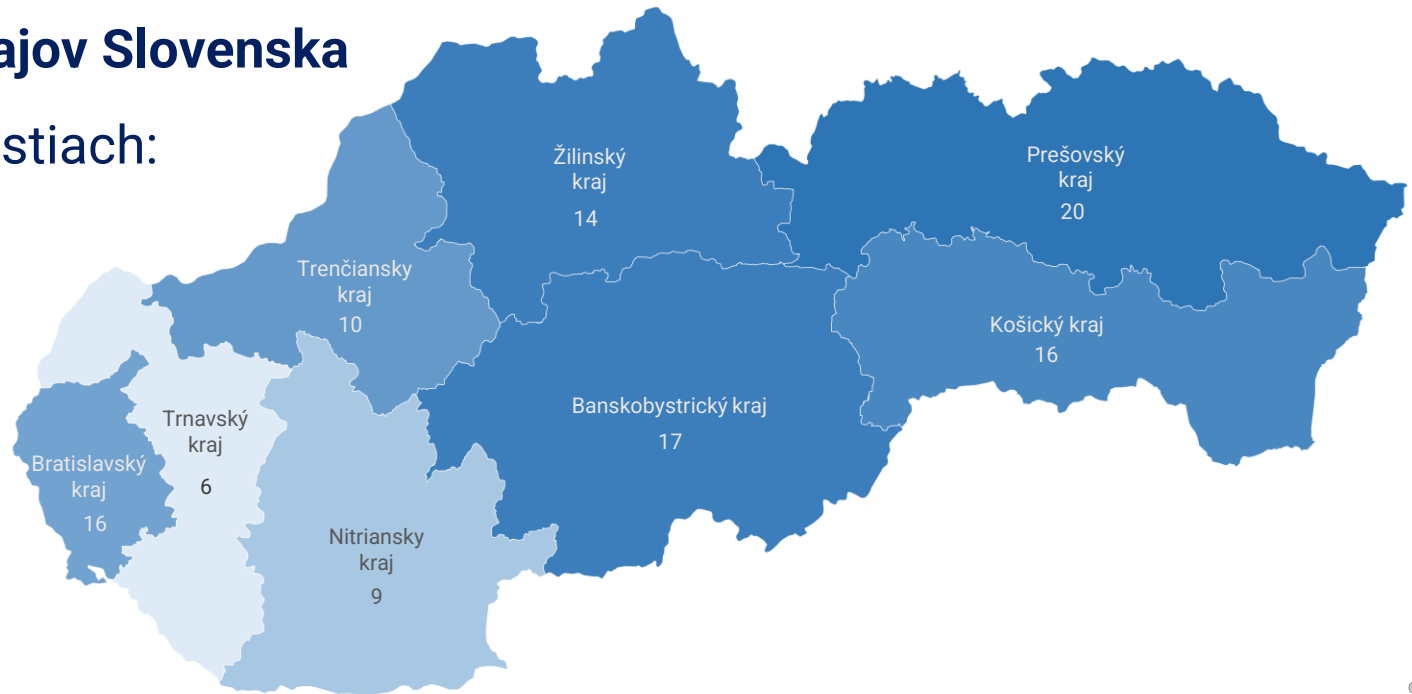 ajov Slovenska
stiach:
Žilinský
kraj
14
Prešovský
kraj
20
Trenčiansky
kraj
10
Košický kraj
16
Banskobystrický kraj
17
Trnavský
kraj
6
Bratislavský
kraj
16
Nitriansky
kraj
9
©